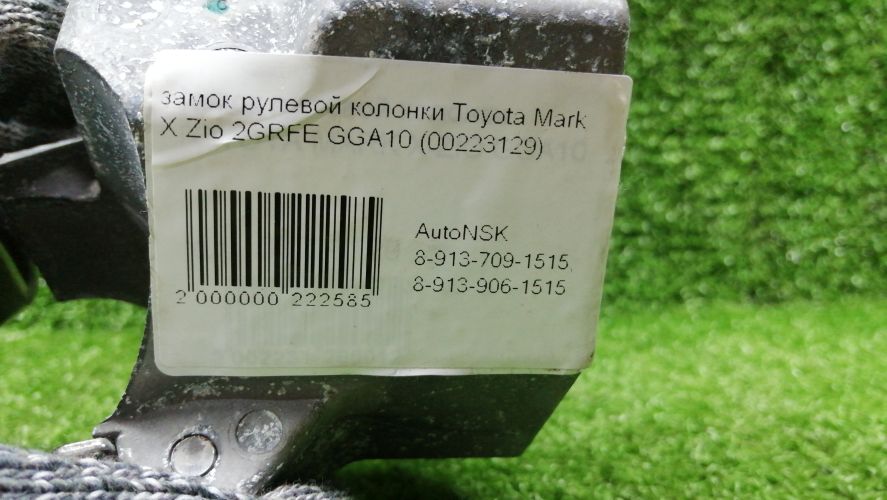 замок рулевой колонки Toyota Mark
X Zio 2GRFE GGA10 (00223129)
AutoNSK
8-913-709-1515,
8-913-906-1515
2 000000 222585